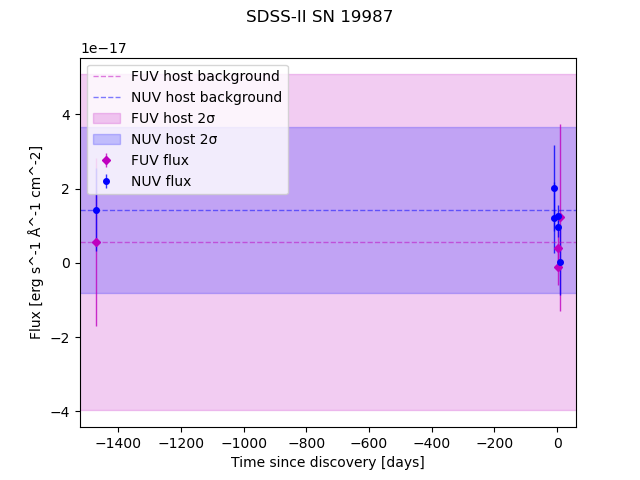 SDSS-II SN 19987
1e−17
FUV host background
NUV host background
FUV host 2σ
NUV host 2σ
FUV flux
NUV flux
4
2
0
−2
−4
Flux [erg s^-1 Å^-1 cm^-2]
−1400 −1200 −1000 −800 −600 −400 −200 0
Time since discovery [days]